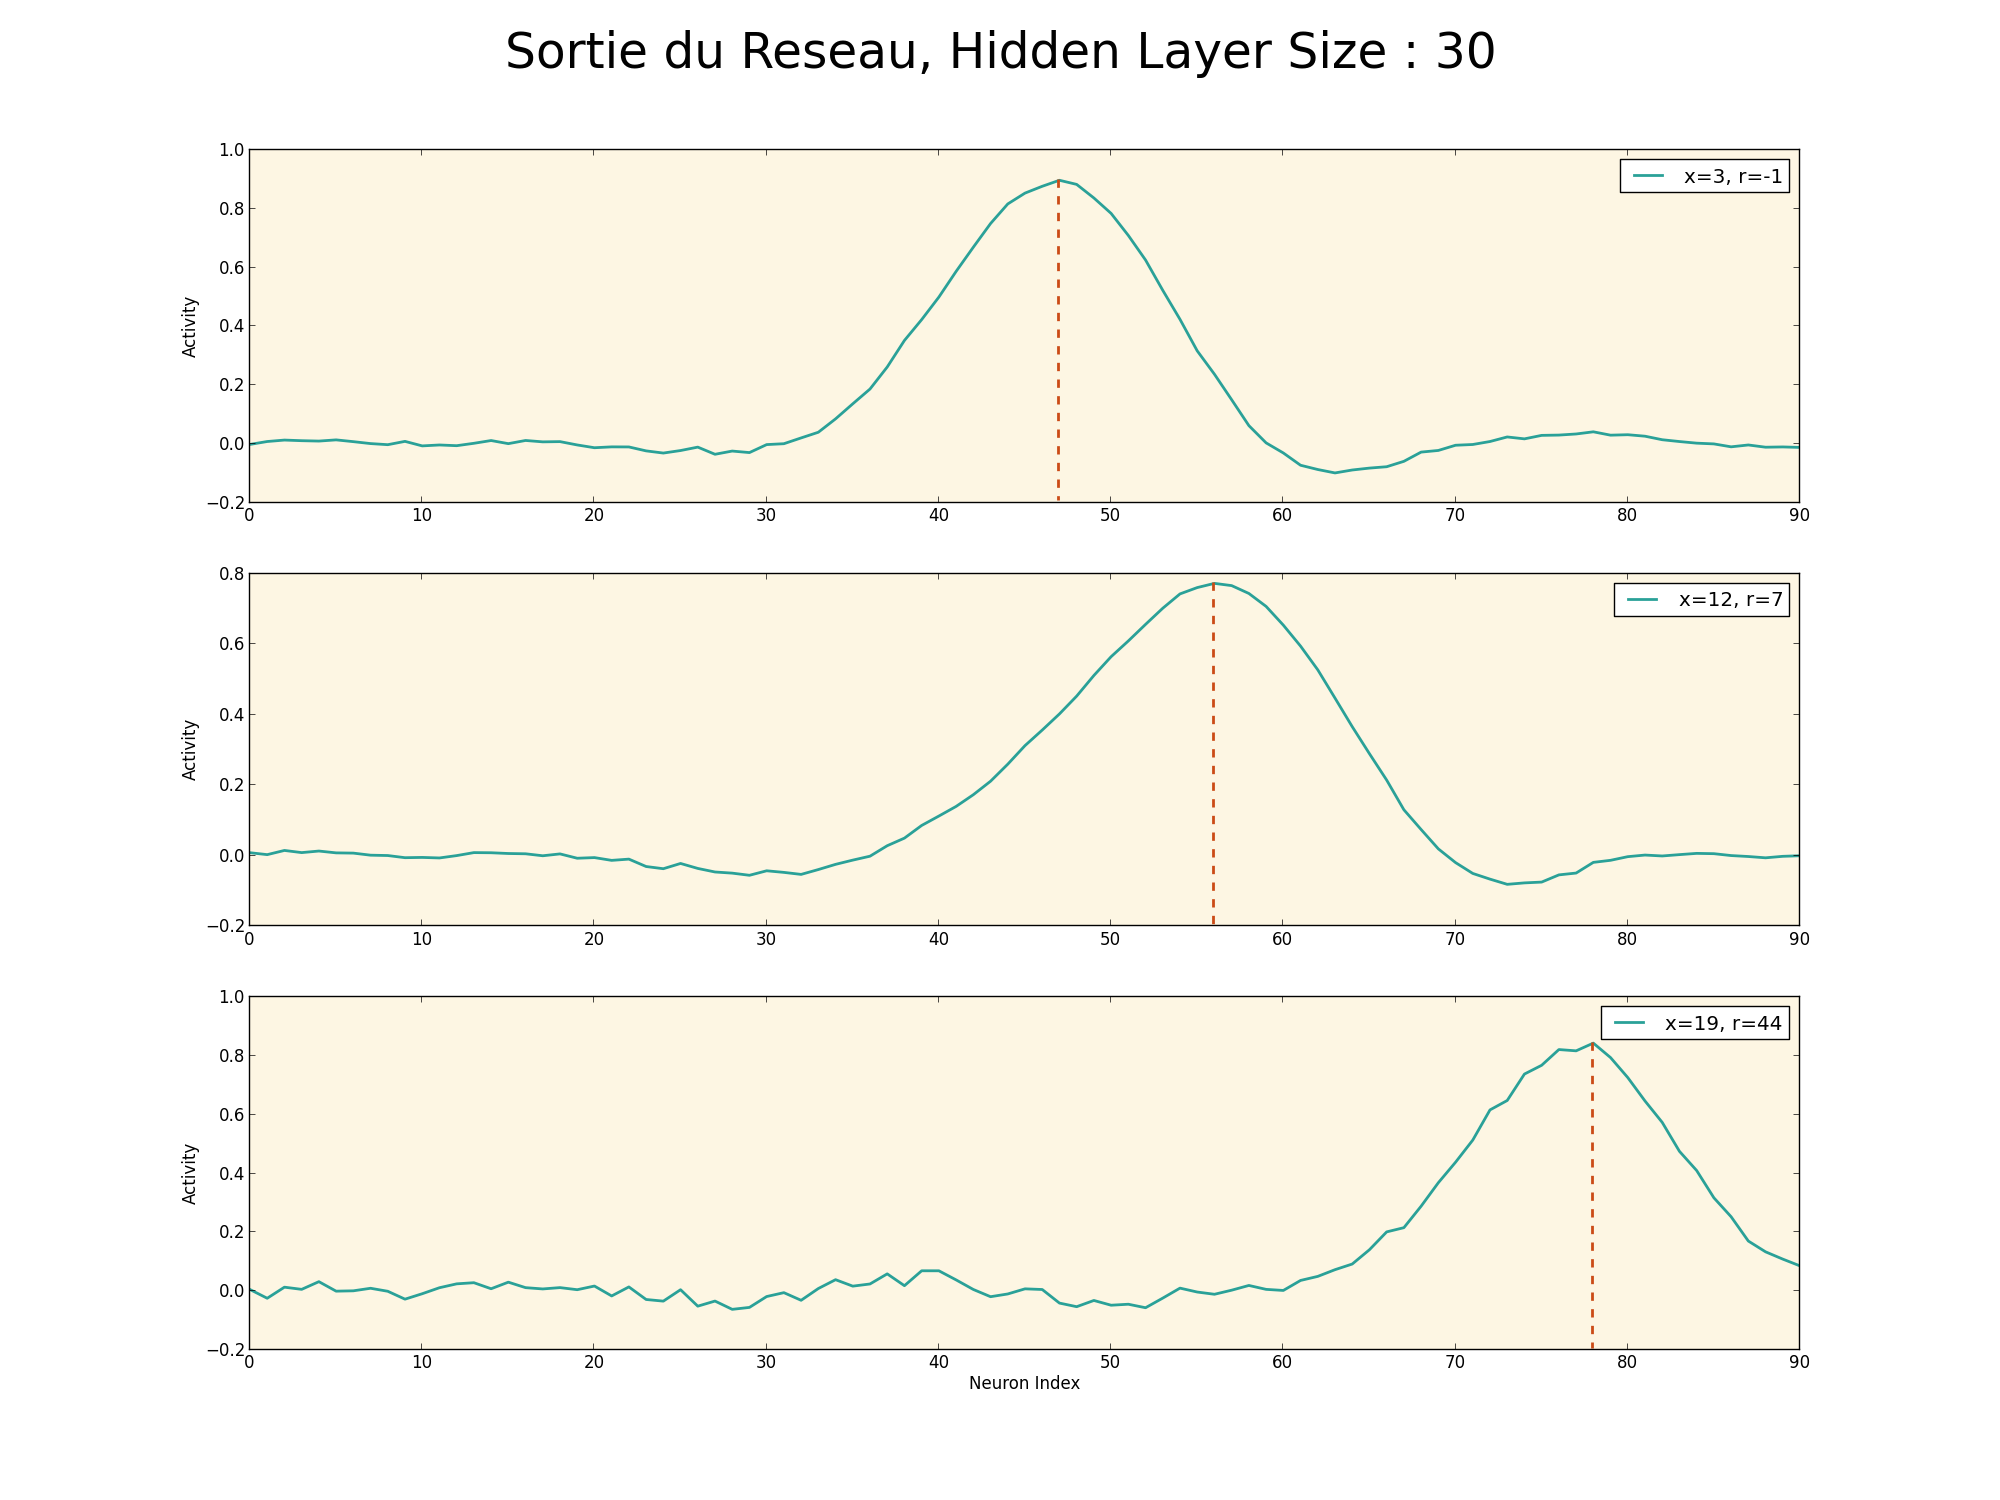 Sortie du Reseau, Hidden Layer Size : 30
1.0
0.8
0.6
0.4
0.2
0.0
−0.2
Activity
x=3, r=-1
0 10 20 30 40 50 60 70 80 90
0.8
0.6
0.4
0.2
0.0
−0.2
Activity
x=12, r=7
0 10 20 30 40 50 60 70 80 90
1.0
0.8
0.6
0.4
0.2
0.0
−0.2
Activity
x=19, r=44
0 10 20 30 40 50 60 70 80 90
Neuron Index